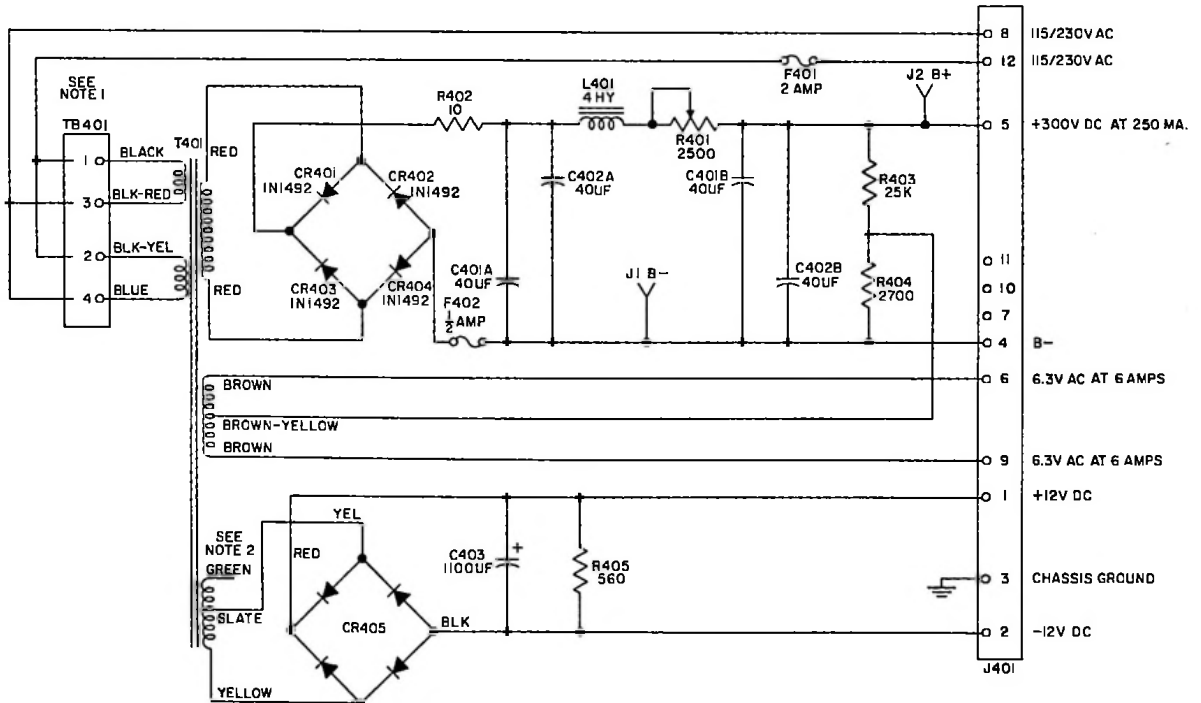 8 115/230V AC
12 115/230V AC
F401
2 AMP
J2 B+
SEE
NOTE 1
TB401
L401
4 HY
R402
10
5 +300V DC AT 250 MA.
R401
2500
T401
RED
1
BLACK
CR401
1N1492
CR402
1N1492
C402A
40UF
C401B
40UF
R403
25K
3
BLK-RED
2
BLK-YEL
11
C401A
40UF
J1 B-
C402B
40UF
R404
2700
10
4
BLUE
RED
CR403
1N1492
CR404
1N1492
F402
1/2 AMP
7
4 B-
BROWN
6 6.3V AC AT 6 AMPS
BROWN-YELLOW
BROWN
9 6.3V AC AT 6 AMPS
1 +12V DC
YEL
SEE
NOTE 2
GREEN
RED
C403
1100UF
+
R405
560
3 CHASSIS GROUND
SLATE
CR405
BLK
2 -12V DC
J401
YELLOW